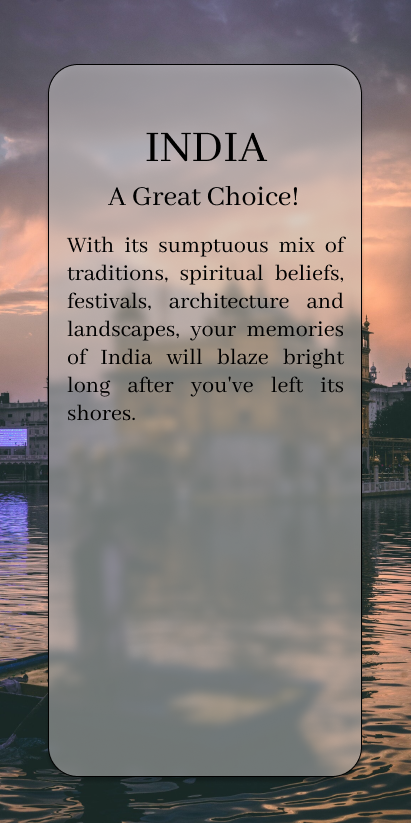 INDIA
A Great Choice!
With its sumptuous mix of
traditions, spiritual beliefs,
festivals, architecture and
landscapes, your memories
of India will blaze bright
long after you've left its
shores.